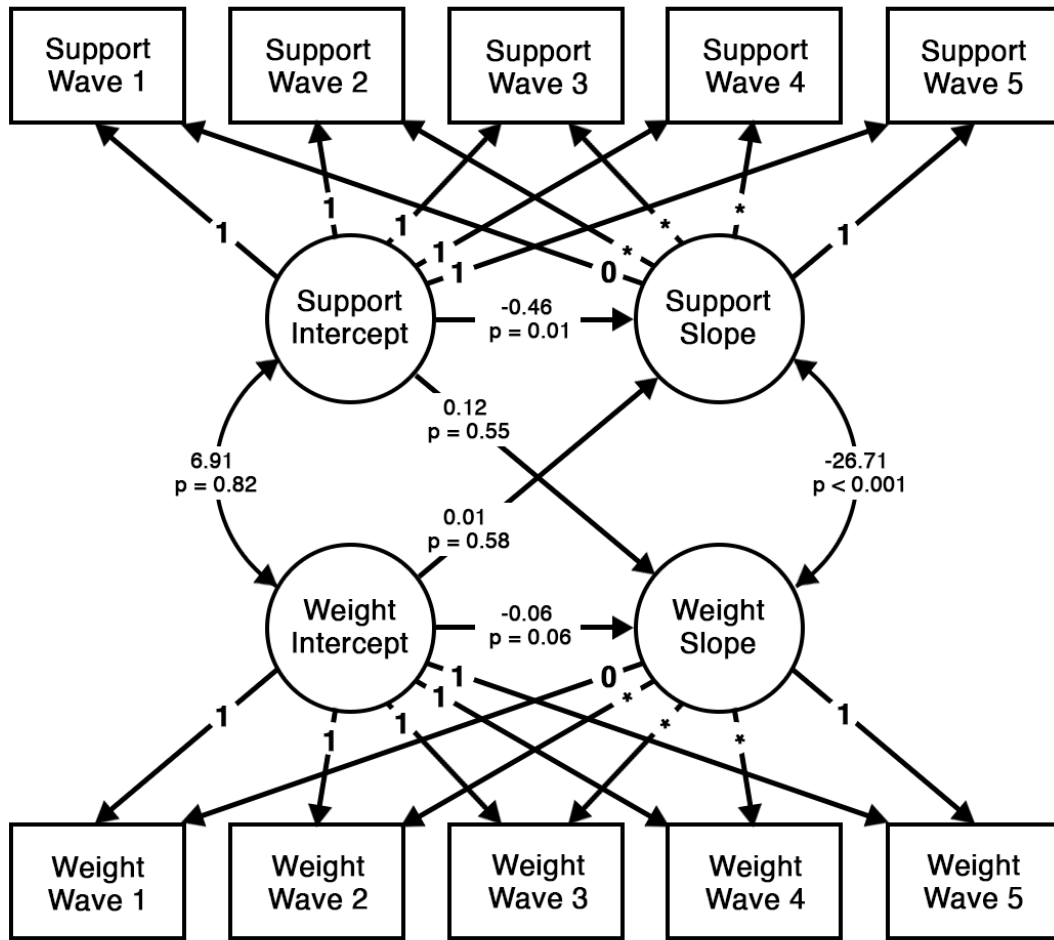 Support
Wave 1
Support
Wave 2
Support
Wave 3
Support
Wave 4
Support
Wave 5
1
1
1
1
1
0
*
*
*
1
Support
Intercept
-0.46
p = 0.01
Support
Slope
0.12
p = 0.55
6.91
p = 0.82
-26.71
p < 0.001
0.01
p = 0.58
Weight
Intercept
-0.06
p = 0.06
Weight
Slope
1
1
1
1
1
0
*
*
*
1
Weight
Wave 1
Weight
Wave 2
Weight
Wave 3
Weight
Wave 4
Weight
Wave 5